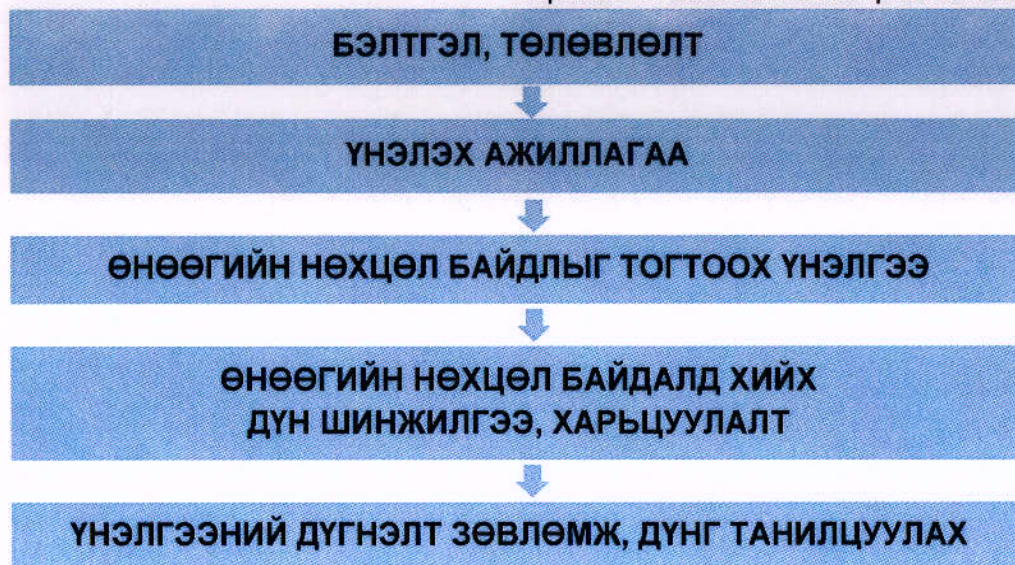 БЭЛТГЭЛ, ТӨЛӨВЛӨЛТ
ҮНЭЛЭХ АЖИЛЛАГАА
ӨНӨӨГИЙН НӨХЦӨЛ БАЙДЛЫГ ТОГТООХ ҮНЭЛГЭЭ
ӨНӨӨГИЙН НӨХЦӨЛ БАЙДАЛД ХИЙХ
ДҮН ШИНЖИЛГЭЭ, ХАРЬЦУУЛАЛТ
ҮНЭЛГЭЭНИЙ ДҮГНЭЛТ ЗӨВЛӨМЖ, ДҮНГ ТАНИЛЦУУЛАХ